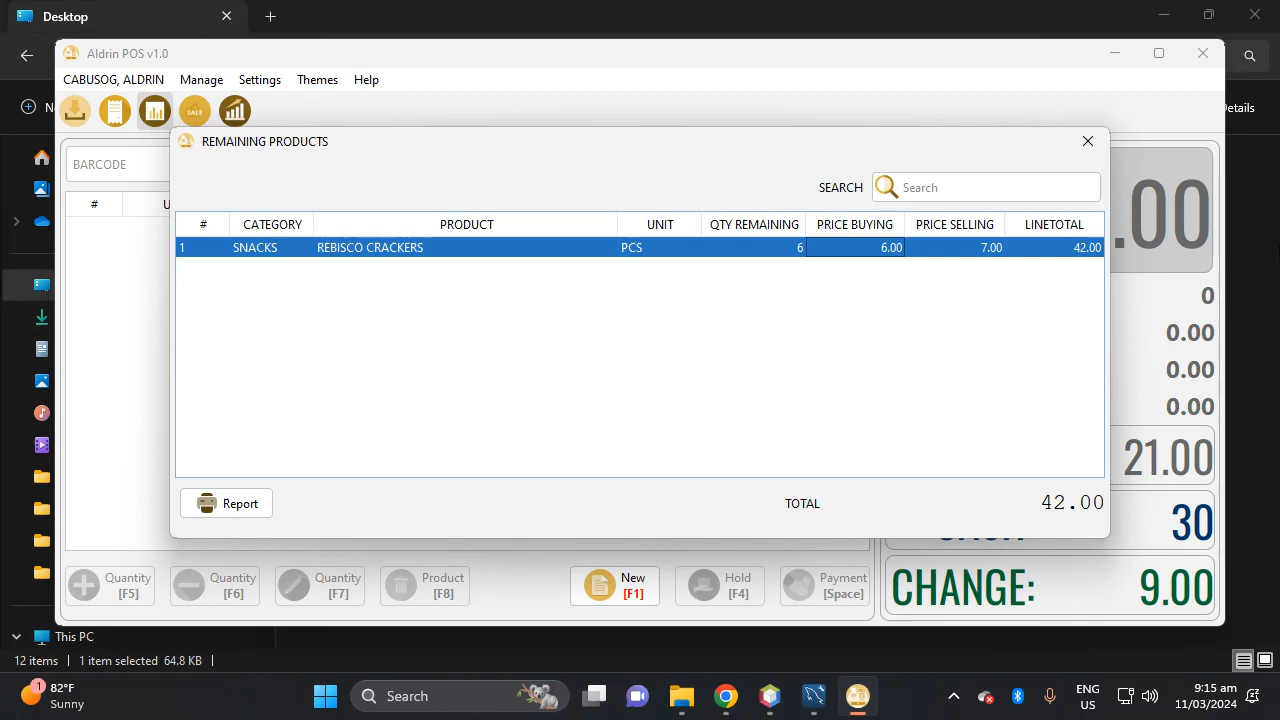 Desktop
Aldrin POS v1.0
CABUSOG, ALDRIN Manage Settings Themes Help
SALE
N
etails
REMAINING PRODUCTS
BARCODE
SEARCH Search
# U
# CATEGORY PRODUCT UNIT QTY REMAINING PRICE BUYING PRICE SELLING LINETOTAL
1 SNACKS REBISCO CRACKERS PCS 6 6.00 7.00 42.00
.00
0
0.00
0.00
0.00
21.00
Report TOTAL 42.00
30
Quantity [F5]
Quantity [F6]
Quantity [F7]
Product [F8]
New [F1]
Hold [F4]
Payment [Space]
CHANGE: 9.00
This PC
12 items 1 item selected 64.8 KB
1
82°F
Sunny
Search
ENG
US
9:15 am
11/03/2024